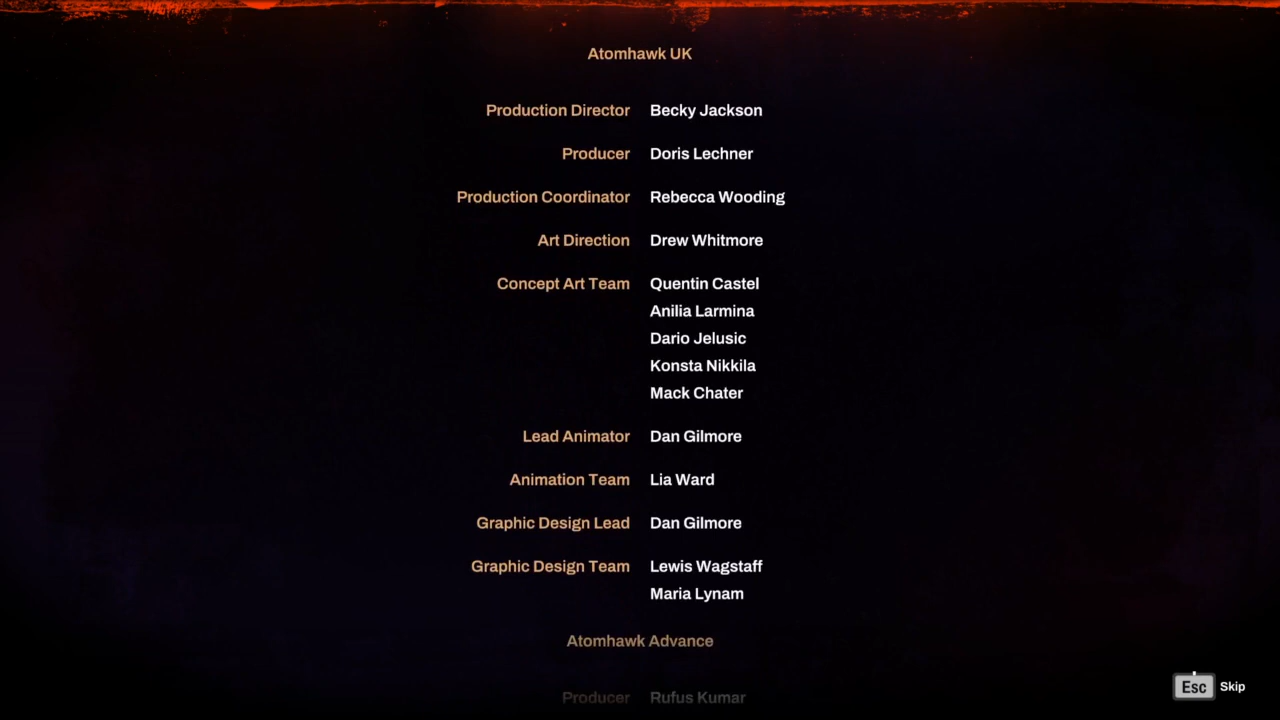 Atomhawk UK
Production Director Becky Jackson
Producer Doris Lechner
Production Coordinator Rebecca Wooding
Art Direction Drew Whitmore
Concept Art Team Quentin Castel
Anilia Larmina
Dario Jelusic
Konsta Nikkila
Mack Chater
Lead Animator Dan Gilmore
Animation Team Lia Ward
Graphic Design Lead Dan Gilmore
Graphic Design Team Lewis Wagstaff
Maria Lynam
Atomhawk Advance
Producer Rufus Kumar
Esc Skip